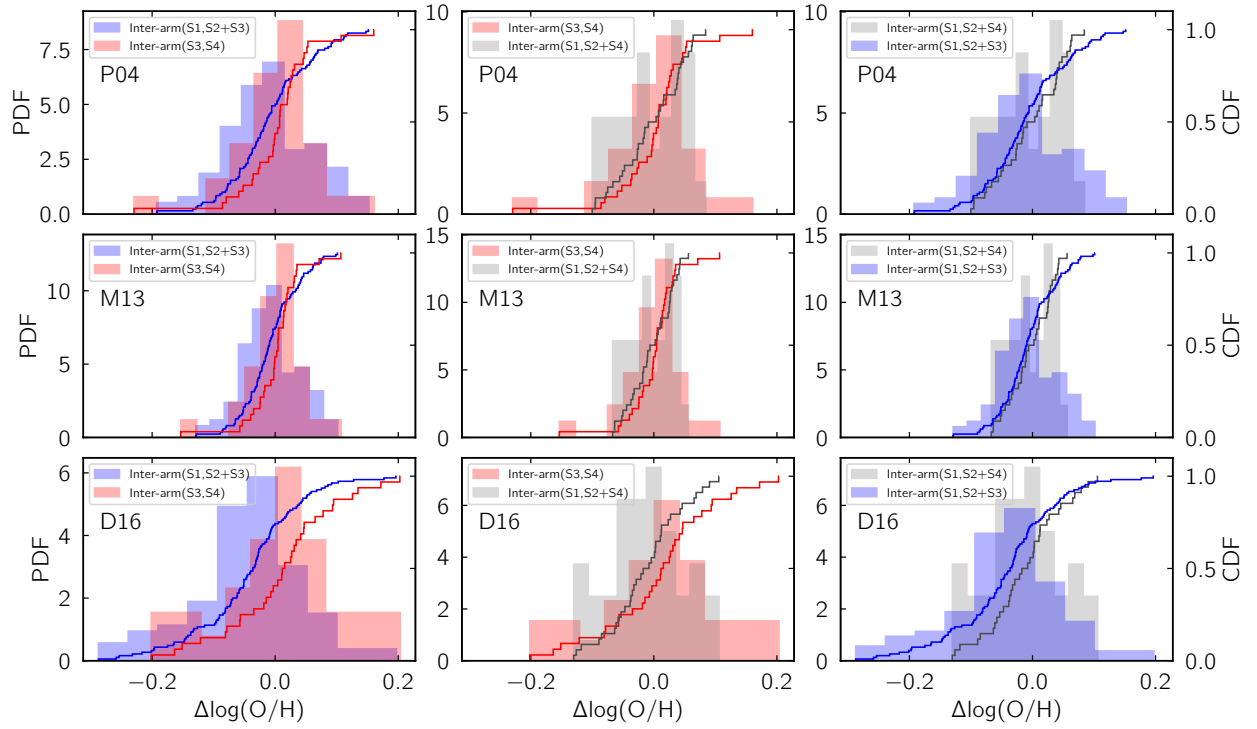 Inter-arm(S1,S2+S3)
Inter-arm(S3,S4)
P04
PDF
7.5
5.0
2.5
0.0
Inter-arm(S3,S4)
Inter-arm(S1,S2+S4)
P04
10
5
0
Inter-arm(S1,S2+S4)
Inter-arm(S1,S2+S3)
P04
10
5
0
1.0
0.5
0.0
CDF
Inter-arm(S1,S2+S3)
Inter-arm(S3,S4)
M13
PDF
10
5
0
Inter-arm(S3,S4)
Inter-arm(S1,S2+S4)
M13
15
10
5
0
Inter-arm(S1,S2+S4)
Inter-arm(S1,S2+S3)
M13
15
10
5
0
1.0
0.5
0.0
CDF
Inter-arm(S1,S2+S3)
Inter-arm(S3,S4)
D16
PDF
6
4
2
0
−0.2 0.0 0.2
Δlog(O/H)
Inter-arm(S3,S4)
Inter-arm(S1,S2+S4)
D16
6
4
2
0
−0.2 0.0 0.2
Δlog(O/H)
Inter-arm(S1,S2+S4)
Inter-arm(S1,S2+S3)
D16
6
4
2
0
1.0
0.5
0.0
CDF
−0.2 0.0 0.2
Δlog(O/H)